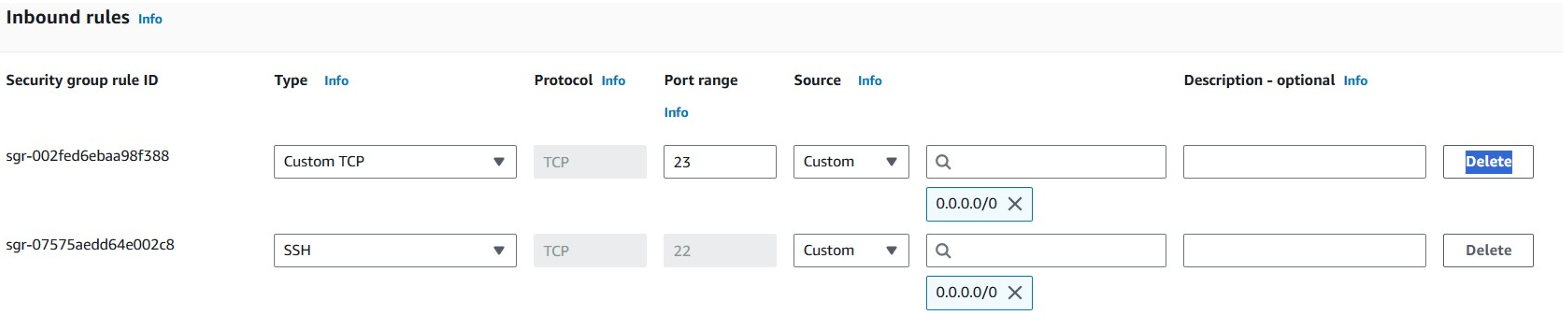 Inbound rules Info
Security group rule ID Type Info Protocol Info Port range Source Info Description - optional Info
Info
sgr-002fed6ebaa98f388 Custom TCP TCP 23 Custom Delete
0.0.0.0/0
sgr-07575aedd64e002c8 SSH TCP 22 Custom Delete
0.0.0.0/0